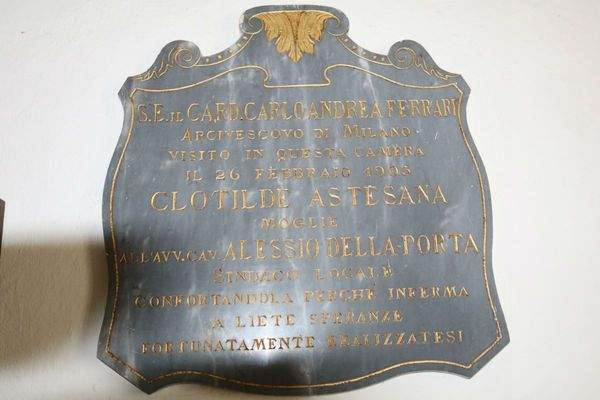 S.E. IL CARD. CARLO ANDREA FERRARI
ARCIVESCOVO DI MILANO
VISITÒ IN QUESTA CAMERA
IL 26 FEBBRAIO 1903
CLOTILDE ASTESANA
MOGLIE
ALL'AVV. CAV. ALESSIO DELLA-PORTA
SINDACO LOCALE
CONFORTANDOLA PERCHÈ INFERMA
A LIETE SPERANZE
FORTUNATAMENTE REALIZZATESI